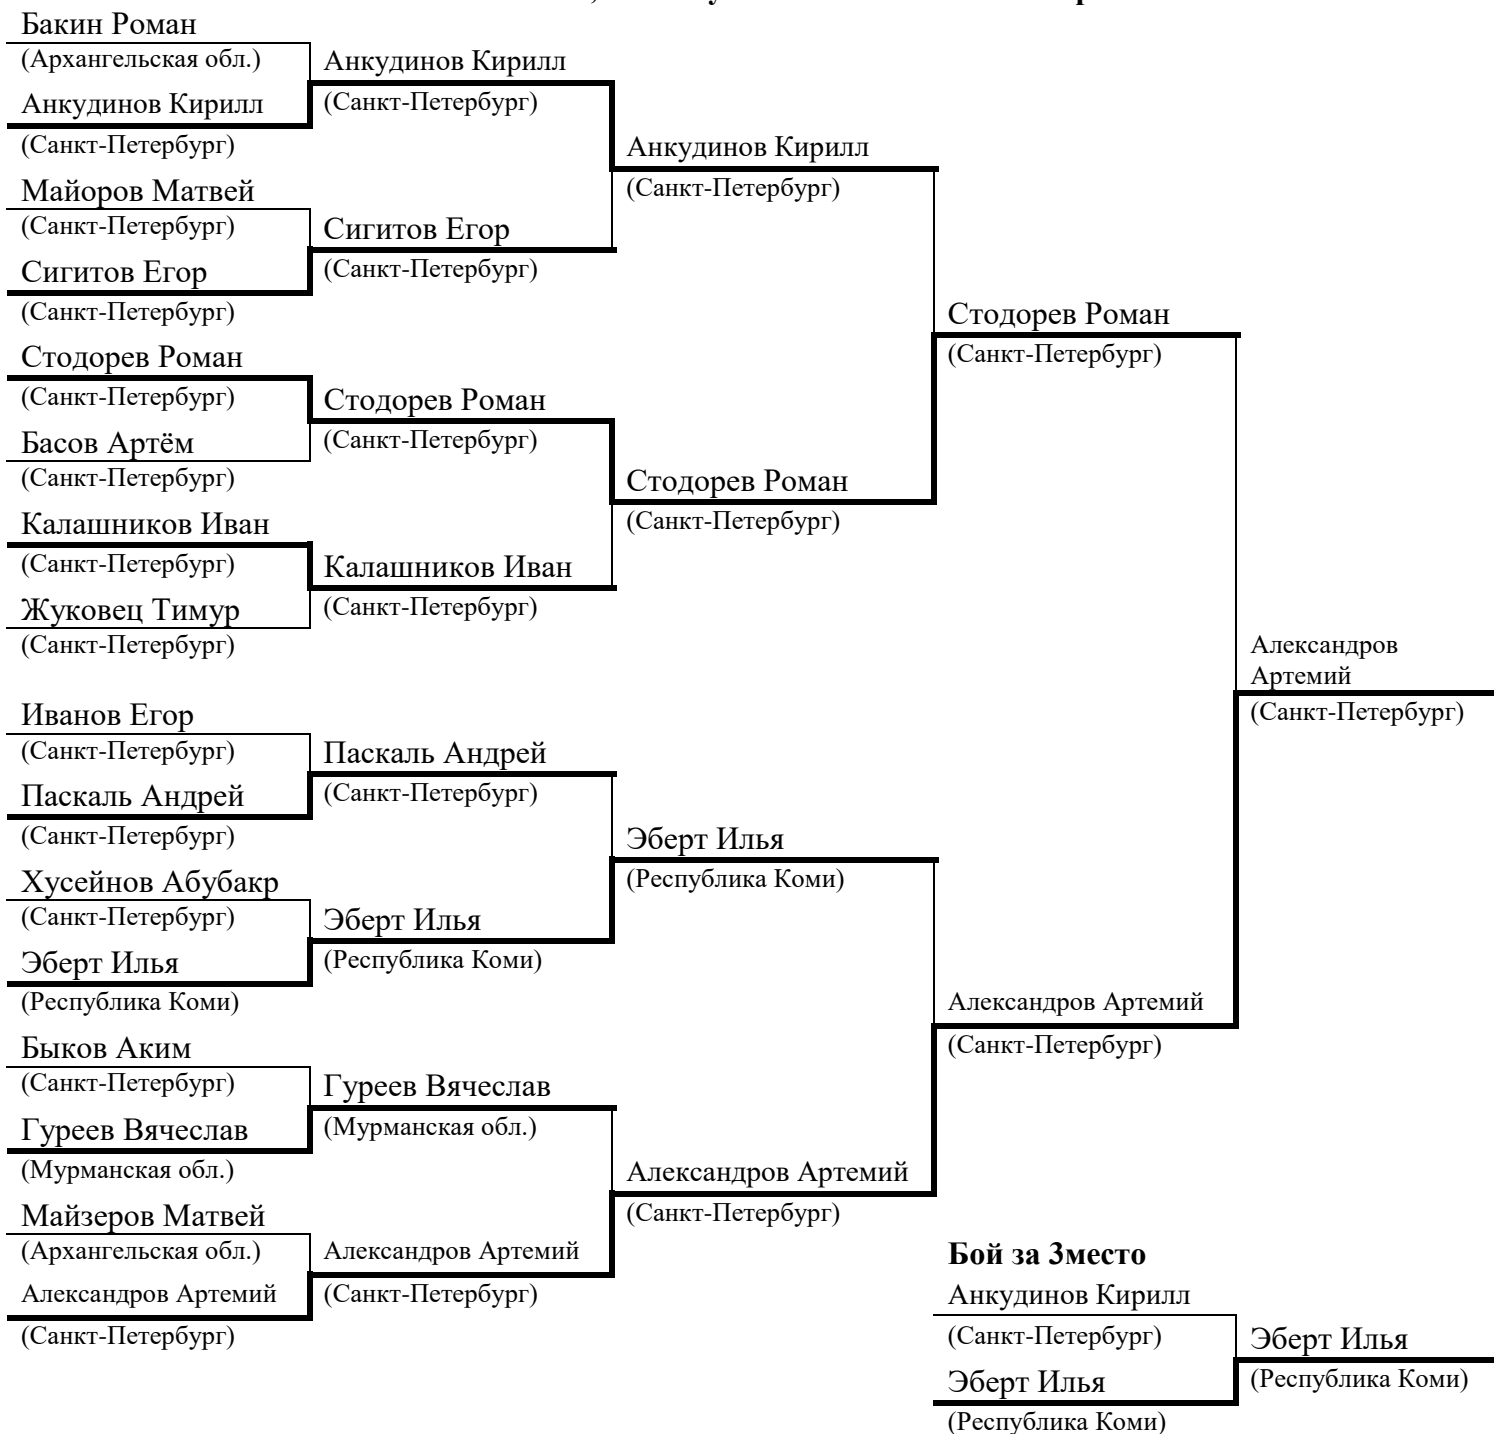 Бакин Роман
(Архангельская обл.)
Анкудинов Кирилл
(Санкт-Петербург)
Майоров Матвей
(Санкт-Петербург)
Сигитов Егор
(Санкт-Петербург)
Стодорев Роман
(Санкт-Петербург)
Басов Артём
(Санкт-Петербург)
Калашников Иван
(Санкт-Петербург)
Жуковец Тимур
(Санкт-Петербург)
Иванов Егор
(Санкт-Петербург)
Паскаль Андрей
(Санкт-Петербург)
Хусейнов Абубакр
(Санкт-Петербург)
Эберт Илья
(Республика Коми)
Быков Аким
(Санкт-Петербург)
Гуреев Вячеслав
(Мурманская обл.)
Майзеров Матвей
(Архангельская обл.)
Александров Артемий
(Санкт-Петербург)
Анкудинов Кирилл
(Санкт-Петербург)
Сигитов Егор
(Санкт-Петербург)
Стодорев Роман
(Санкт-Петербург)
Калашников Иван
(Санкт-Петербург)
Паскаль Андрей
(Санкт-Петербург)
Эберт Илья
(Республика Коми)
Гуреев Вячеслав
(Мурманская обл.)
Александров Артемий
(Санкт-Петербург)
Анкудинов Кирилл
(Санкт-Петербург)
Стодорев Роман
(Санкт-Петербург)
Эберт Илья
(Республика Коми)
Александров Артемий
(Санкт-Петербург)
Стодорев Роман
(Санкт-Петербург)
Александров Артемий
(Санкт-Петербург)
Александров
Артемий
(Санкт-Петербург)
Бой за 3место
Анкудинов Кирилл
(Санкт-Петербург)
Эберт Илья
(Республика Коми)
Эберт Илья
(Республика Коми)